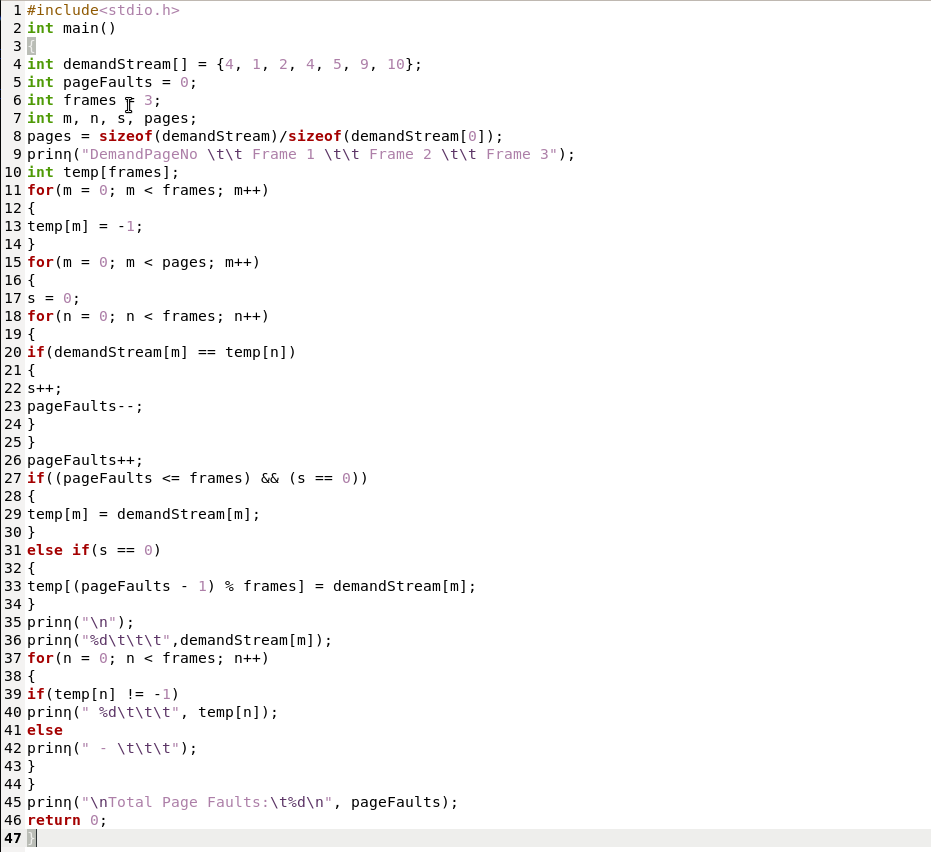 1 #include<stdio.h>
2 int main()
3 {
4 int demandStream[] = {4, 1, 2, 4, 5, 9, 10};
5 int pageFaults = 0;
6 int frames = 3;
7 int m, n, s, pages;
8 pages = sizeof(demandStream)/sizeof(demandStream[0]);
9 prinƞ("DemandPageNo \t\t Frame 1 \t\t Frame 2 \t\t Frame 3");
10 int temp[frames];
11 for(m = 0; m < frames; m++)
12 {
13 temp[m] = -1;
14 }
15 for(m = 0; m < pages; m++)
16 {
17 s = 0;
18 for(n = 0; n < frames; n++)
19 {
20 if(demandStream[m] == temp[n])
21 {
22 s++;
23 pageFaults--;
24 }
25 }
26 pageFaults++;
27 if((pageFaults <= frames) && (s == 0))
28 {
29 temp[m] = demandStream[m];
30 }
31 else if(s == 0)
32 {
33 temp[(pageFaults - 1) % frames] = demandStream[m];
34 }
35 prinƞ("\n");
36 prinƞ("%d\t\t\t",demandStream[m]);
37 for(n = 0; n < frames; n++)
38 {
39 if(temp[n] != -1)
40 prinƞ(" %d\t\t\t", temp[n]);
41 else
42 prinƞ(" - \t\t\t");
43 }
44 }
45 prinƞ("\nTotal Page Faults:\t%d\n", pageFaults);
46 return 0;
47 }